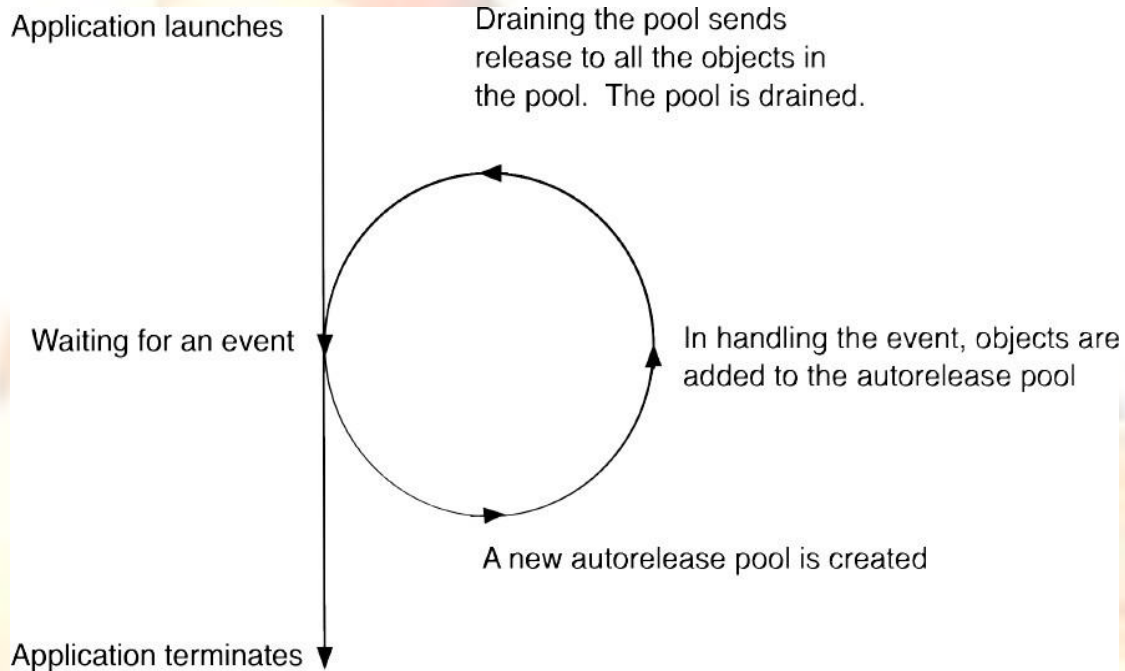 Application launches
Draining the pool sends
release to all the objects in
the pool.  The pool is drained.
Waiting for an event
In handling the event, objects are
added to the autorelease pool
A new autorelease pool is created
Application terminates